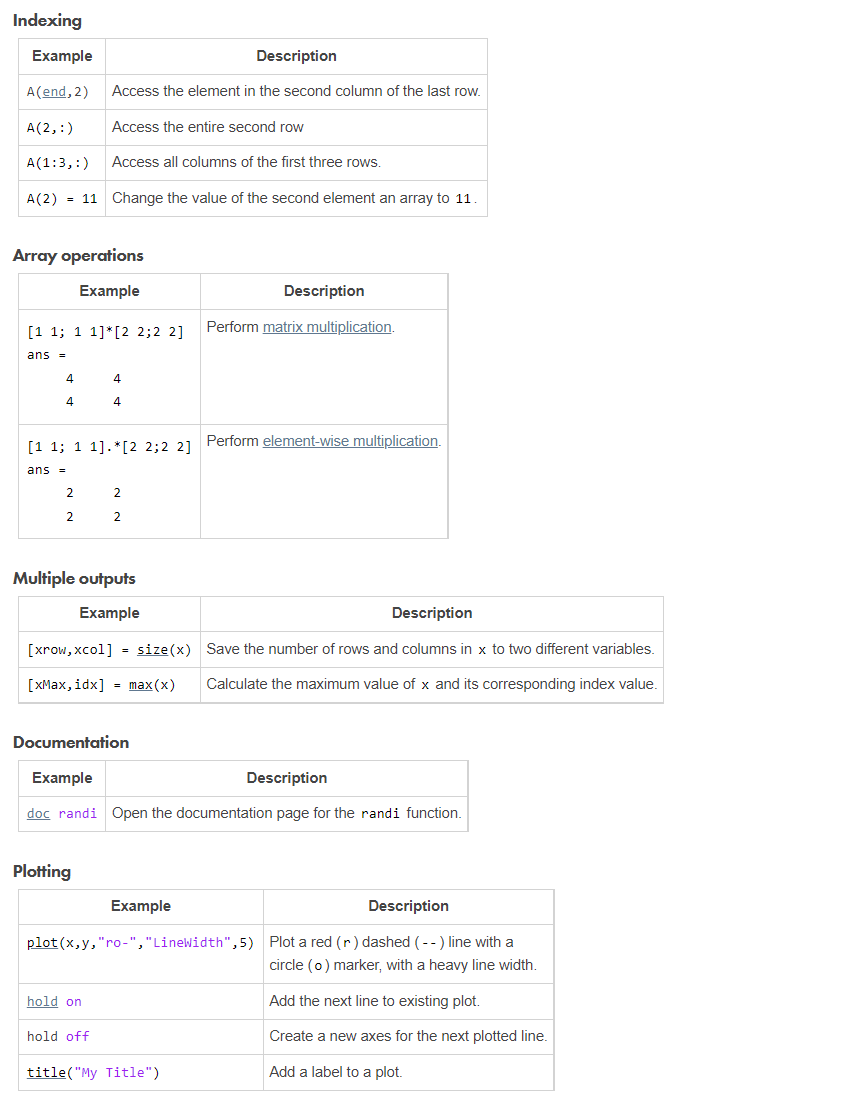 Indexing
Example Description
A(end,2) Access the element in the second column of the last row.
A(2,:) Access the entire second row
A(1:3,:) Access all columns of the first three rows.
A(2) = 11 Change the value of the second element an array to 11.
Array operations
Example Description
[1 1; 1 1]*[2 2;2 2] Perform matrix multiplication.
ans =
4 4
4 4
[1 1; 1 1].*[2 2;2 2] Perform element-wise multiplication.
ans =
2 2
2 2
Multiple outputs
Example Description
[xrow,xcol] = size(x) Save the number of rows and columns in x to two different variables.
[xMax,idx] = max(x) Calculate the maximum value of x and its corresponding index value.
Documentation
Example Description
doc randi Open the documentation page for the randi function.
Plotting
Example Description
plot(x,y,"ro-","LineWidth",5) Plot a red (r) dashed (--) line with a
circle (o) marker, with a heavy line width.
hold on Add the next line to existing plot.
hold off Create a new axes for the next plotted line.
title("My Title") Add a label to a plot.